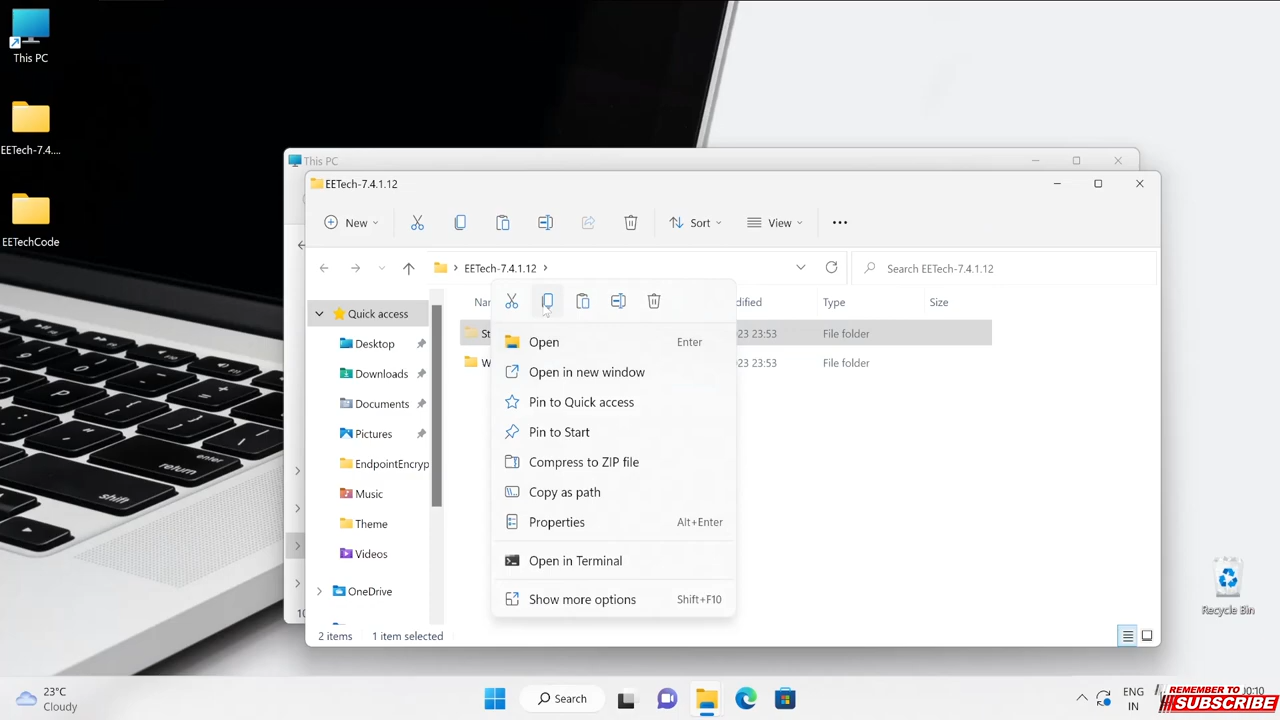 This PC
EETech-7.4....
EETechCode
This PC
EETech-7.4.1.12
New
Sort
View
EETech-7.4.1.12
Search EETech-7.4.1.12
Type
Size
Quick access
Desktop
Downloads
Documents
Pictures
EndpointEncryp
Music
Theme
Videos
OneDrive
23:53
File folder
23:53
File folder
Open
Enter
Open in new window
Pin to Quick access
Pin to Start
Compress to ZIP file
Copy as path
Properties
Alt+Enter
Open in Terminal
Show more options
Shift+F10
2 items
1 item selected
Recycle Bin
23°C
Cloudy
Search
ENG
IN
REMEMBER TO
SUBSCRIBE